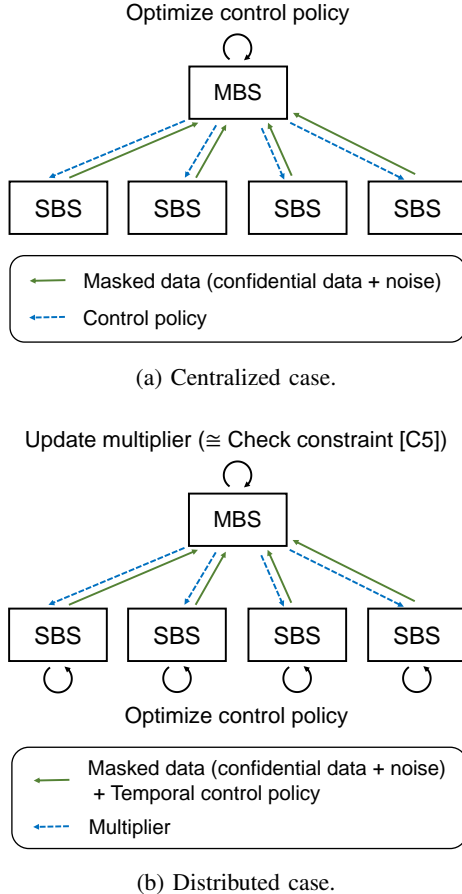 Optimize control policy
MBS
SBS SBS SBS SBS
Masked data (confidential data + noise)
Control policy
(a) Centralized case.
Update multiplier (≅ Check constraint [C5])
MBS
SBS SBS SBS SBS
Optimize control policy
Masked data (confidential data + noise)
+ Temporal control policy
Multiplier
(b) Distributed case.